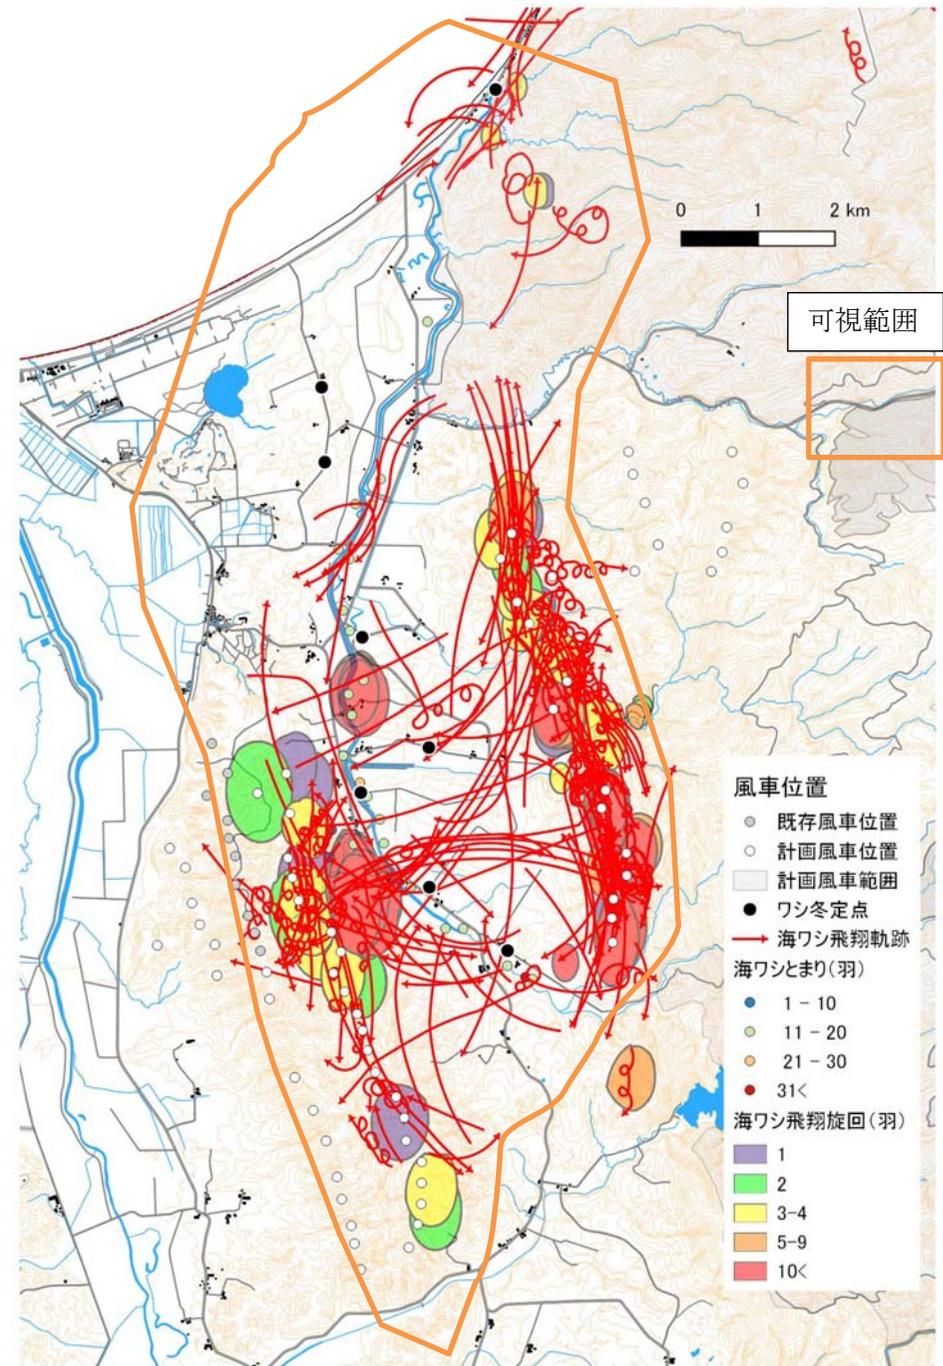 0 1 2 km
可視範囲
風車位置
既存風車位置
計画風車位置
計画風車範囲
ワシ冬定点
海ワシ飛翔軌跡
海ワシとまり(羽)
1 - 10
11 - 20
21 - 30
31<
海ワシ飛翔旋回(羽)
1
2
3-4
5-9
10<